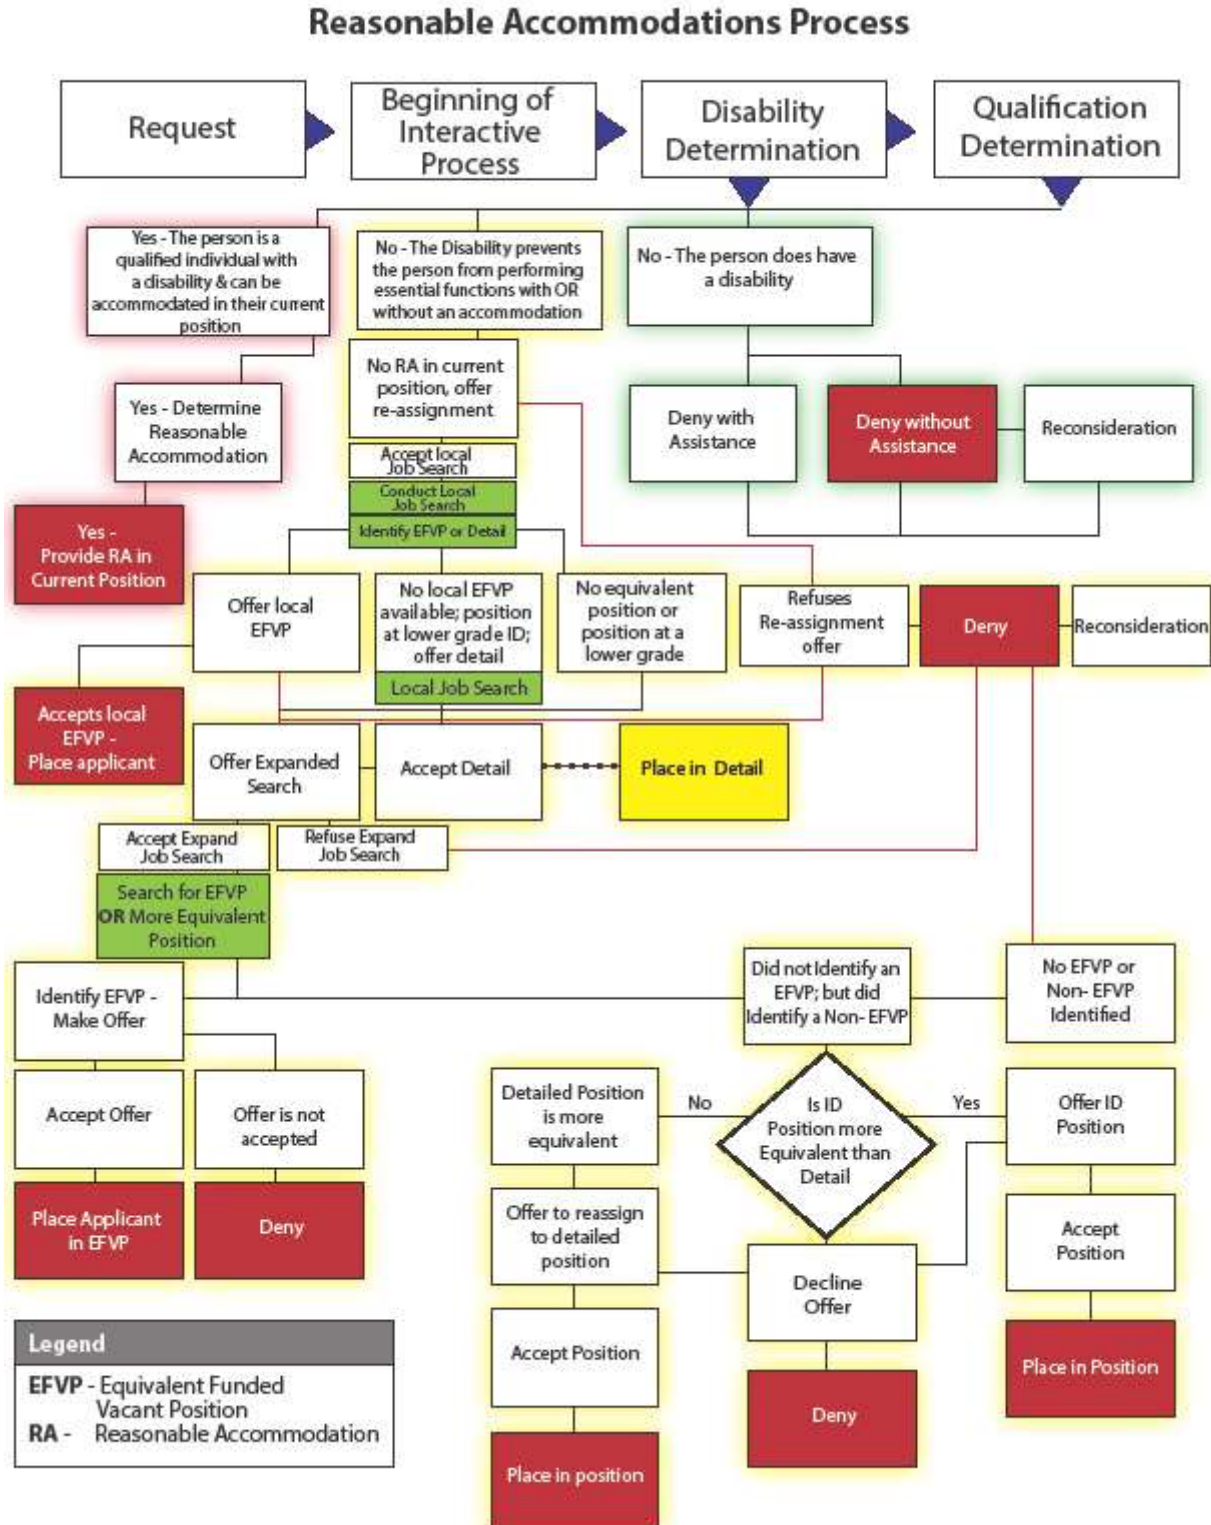 Reasonable Accommodations Process
Request
Beginning of
Interactive
Process
Disability
Determination
Qualification
Determination
Yes - The person is a
qualified individual with
a disability & can be
accommodated in their current
position
No - The Disability prevents
the person from performing
essential functions with OR
without an accommodation
No - The person does have
a disability
Yes - Determine
Reasonable
Accommodation
No RA in current
position, offer
re-assignment
Deny with
Assistance
Deny without
Assistance
Reconsideration
Accept local
Job Search
Conduct Local
Job Search
Identify EFVP or Detail
Yes -
Provide RA in
Current Position
Offer local
EFVP
No local EFVP
available; position
at lower grade ID;
offer detail
No equivalent
position or
position at a
lower grade
Refuses
Re-assignment
offer
Deny
Reconsideration
Local Job Search
Accepts local
EFVP -
Place applicant
Offer Expanded
Search
Accept Detail
Place in Detail
Accept Expand
Job Search
Refuse Expand
Job Search
Search for EFVP
OR More Equivalent
Position
Identify EFVP -
Make Offer
Did not Identify an
EFVP; but did
Identify a Non- EFVP
No EFVP or
Non- EFVP
Identified
Accept Offer
Offer is not
accepted
Detailed Position
is more
equivalent
No
Is ID
Position more
Equivalent than
Detail
Yes
Offer ID
Position
Place Applicant
in EFVP
Deny
Offer to reassign
to detailed
position
Decline
Offer
Accept
Position
Accept Position
Deny
Place in Position
Place in position
Legend
EFVP - Equivalent Funded
Vacant Position
RA - Reasonable Accommodation